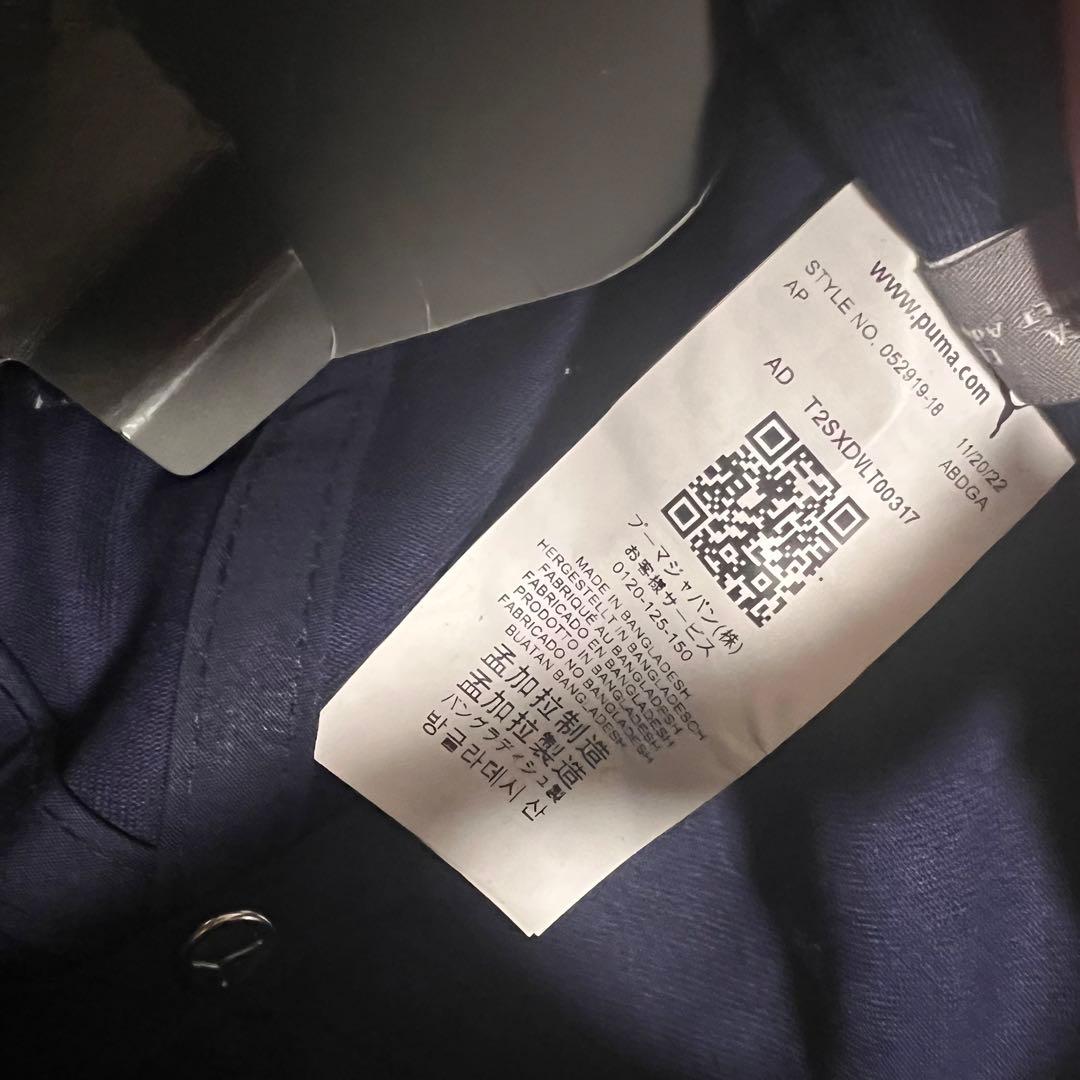 www.puma.com
STYLE NO. 052919-18
AP
11/20/22
ABDGA
AD T2SXDVLT00317
プーマジャパン(株)
お客様サービス
0120-125-150
MADE IN BANGLADESH
HERGESTELLT IN BANGLADESCH
FABRIQUÉ AU BANGLADESH
FABRICADO EN BANGLADESH
PRODOTTO IN BANGLADESH
FABRICADO NO BANGLADESH
BUATAN BANGLADESH
孟加拉制造
孟加拉製造
バングラディシュ製
방글라데시 산